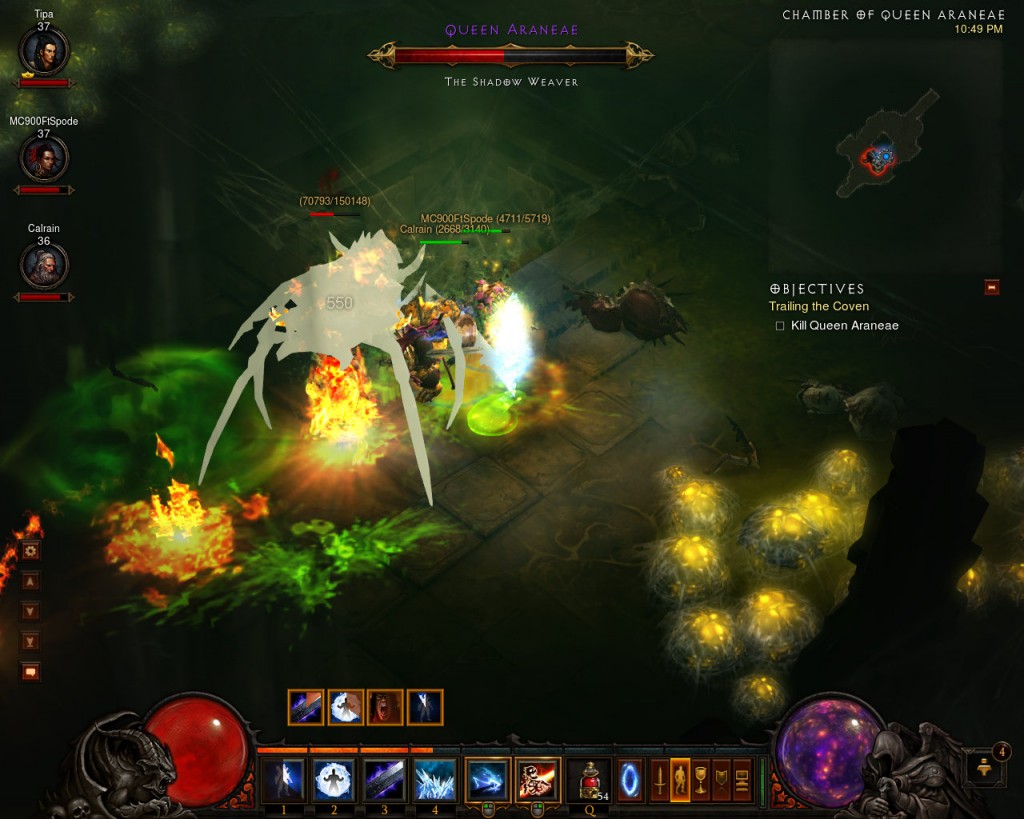 Tipa
37
QUEEN ARANEAE
THE SHADOW WEAVER
CHAMBER OF QUEEN ARANEAE
10:49 PM
MC900FtSpode
37
Calrain
36
(70793/150148)
MC900FtSpode (4711/5719)
Calrain (2668/3140)
550
OBJECTIVES
Trailing the Coven
Kill Queen Araneae
4
54
1 2 3 4 Q